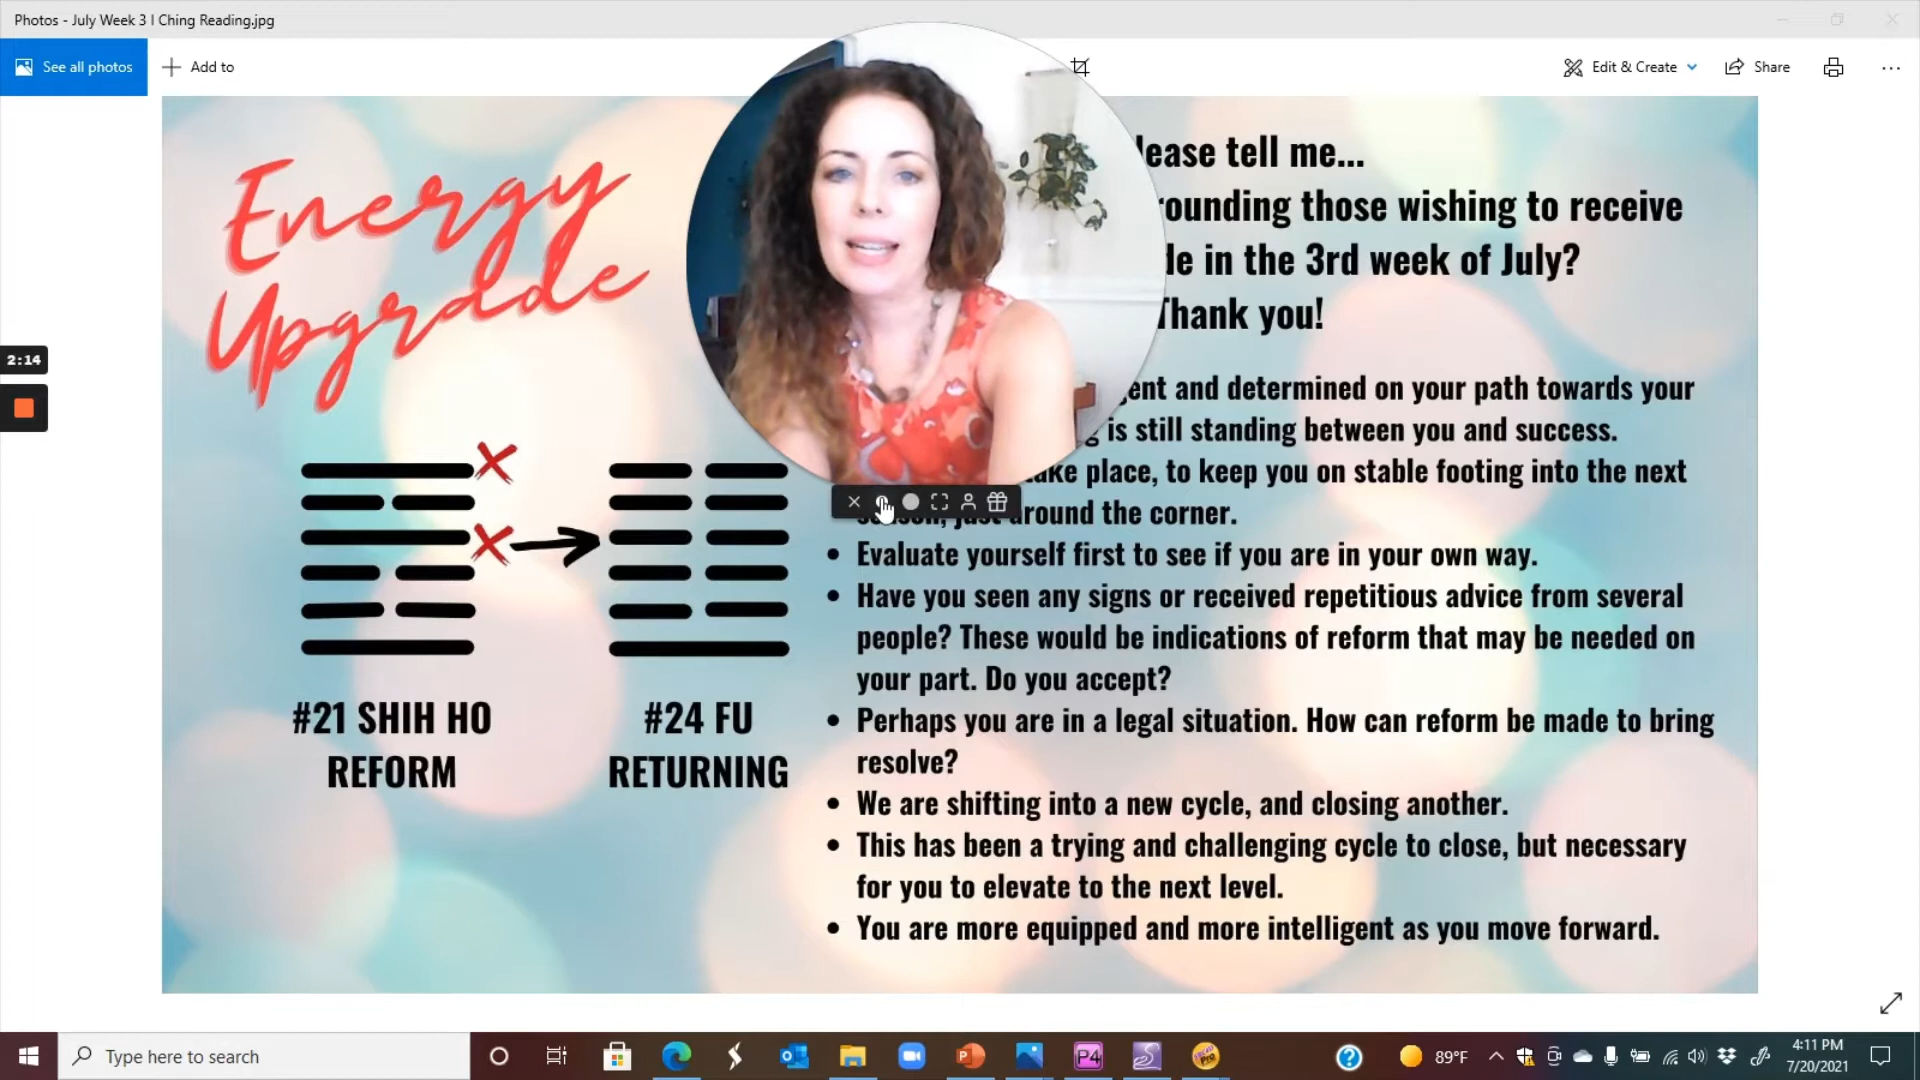 Photos - July Week 3 I Ching Reading.jpg
See all photos
Add to
Edit & Create
Share
Energy
Upgrade
tell me...
those wishing to receive
in the 3rd week of July?
you!
2:14
and determined on your path towards your
is still standing between you and success.
place, to keep you on stable footing into the next
around the corner.
• Evaluate yourself first to see if you are in your own way.
• Have you seen any signs or received repetitious advice from several
people? These would be indications of reform that may be needed on
your part. Do you accept?
• Perhaps you are in a legal situation. How can reform be made to bring
resolve?
• We are shifting into a new cycle, and closing another.
• This has been a trying and challenging cycle to close, but necessary
for you to elevate to the next level.
• You are more equipped and more intelligent as you move forward.
#21 SHIH HO
REFORM
#24 FU
RETURNING
Type here to search
P4
89°F
4:11 PM
7/20/2021